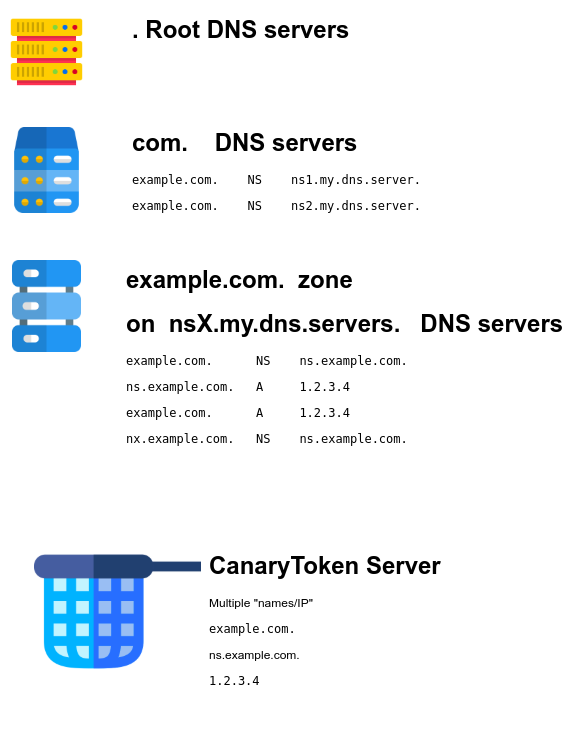 . Root DNS servers
com. DNS servers
example.com. NS ns1.my.dns.server.
example.com. NS ns2.my.dns.server.
example.com. zone
on nsX.my.dns.servers. DNS servers
example.com. NS ns.example.com.
ns.example.com. A 1.2.3.4
example.com. A 1.2.3.4
nx.example.com. NS ns.example.com.
CanaryToken Server
Multiple "names/IP"
example.com.
ns.example.com.
1.2.3.4